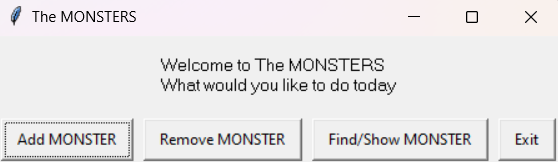 The MONSTERS
Welcome to The MONSTERS
What would you like to do today
Add MONSTER
Remove MONSTER
Find/Show MONSTER
Exit